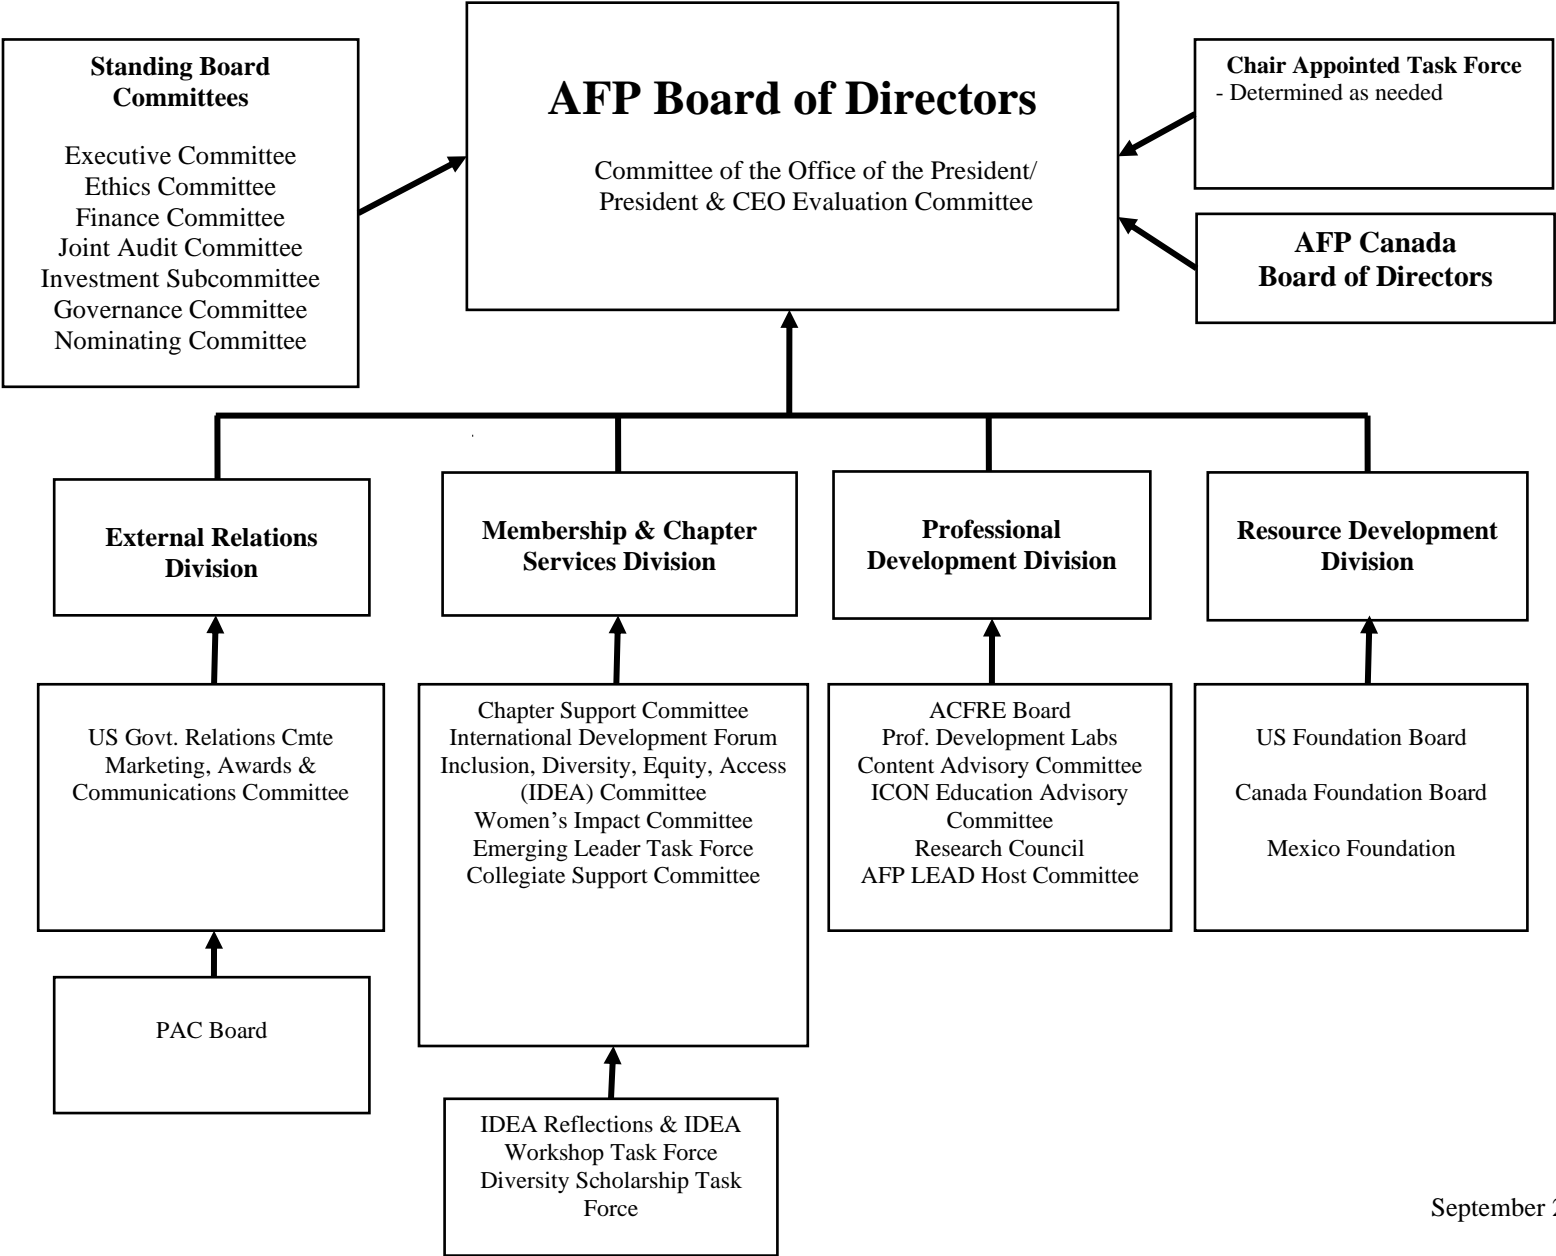 Standing Board
Committees
Executive Committee
Ethics Committee
Finance Committee
Joint Audit Committee
Investment Subcommittee
Governance Committee
Nominating Committee
AFP Board of Directors
Committee of the Office of the President/
President & CEO Evaluation Committee
Chair Appointed Task Force
- Determined as needed
AFP Canada
Board of Directors
External Relations
Division
Membership & Chapter
Services Division
Professional
Development Division
Resource Development
Division
US Govt. Relations Cmte
Marketing, Awards &
Communications Committee
Chapter Support Committee
International Development Forum
Inclusion, Diversity, Equity, Access
(IDEA) Committee
Women’s Impact Committee
Emerging Leader Task Force
Collegiate Support Committee
ACFRE Board
Prof. Development Labs
Content Advisory Committee
ICON Education Advisory
Committee
Research Council
AFP LEAD Host Committee
US Foundation Board
Canada Foundation Board
Mexico Foundation
PAC Board
IDEA Reflections & IDEA
Workshop Task Force
Diversity Scholarship Task
Force
September